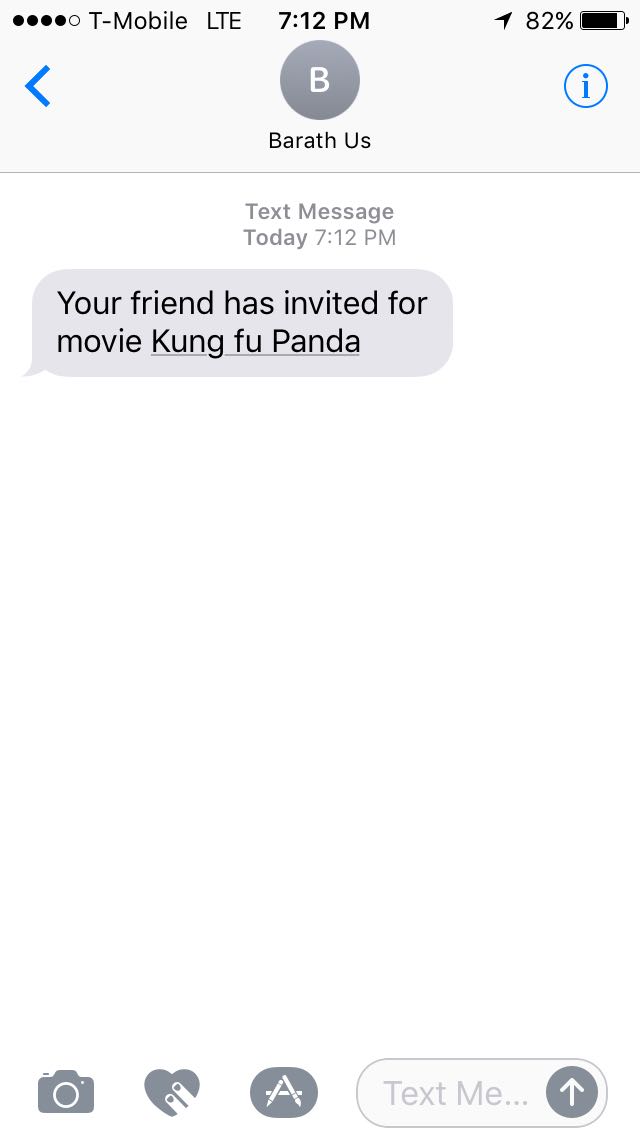 T-Mobile LTE 7:12 PM 82%
B
i
Barath Us
Text Message
Today 7:12 PM
Your friend has invited for
movie Kung fu Panda
Text Me...